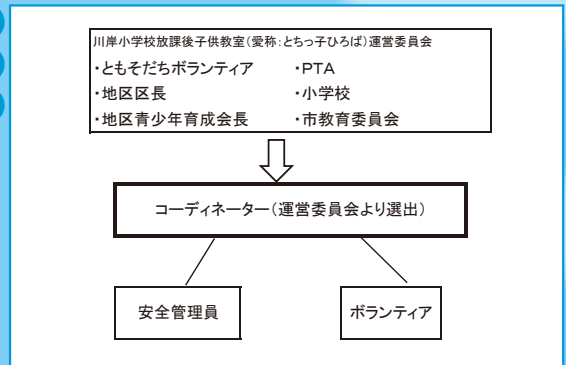 川岸小学校放課後子供教室(愛称:とちっ子ひろば)運営委員会
・ともそだちボランティア ・PTA
・地区区長 ・小学校
・地区青少年育成会長 ・市教育委員会
コーディネーター(運営委員会より選出)
安全管理員 ボランティア